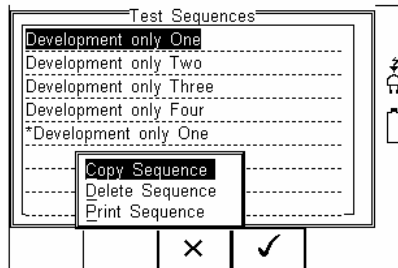 Test Sequences
Development only One
Development only Two
Development only Three
Development only Four
*Development only One
Copy Sequence
Delete Sequence
Print Sequence